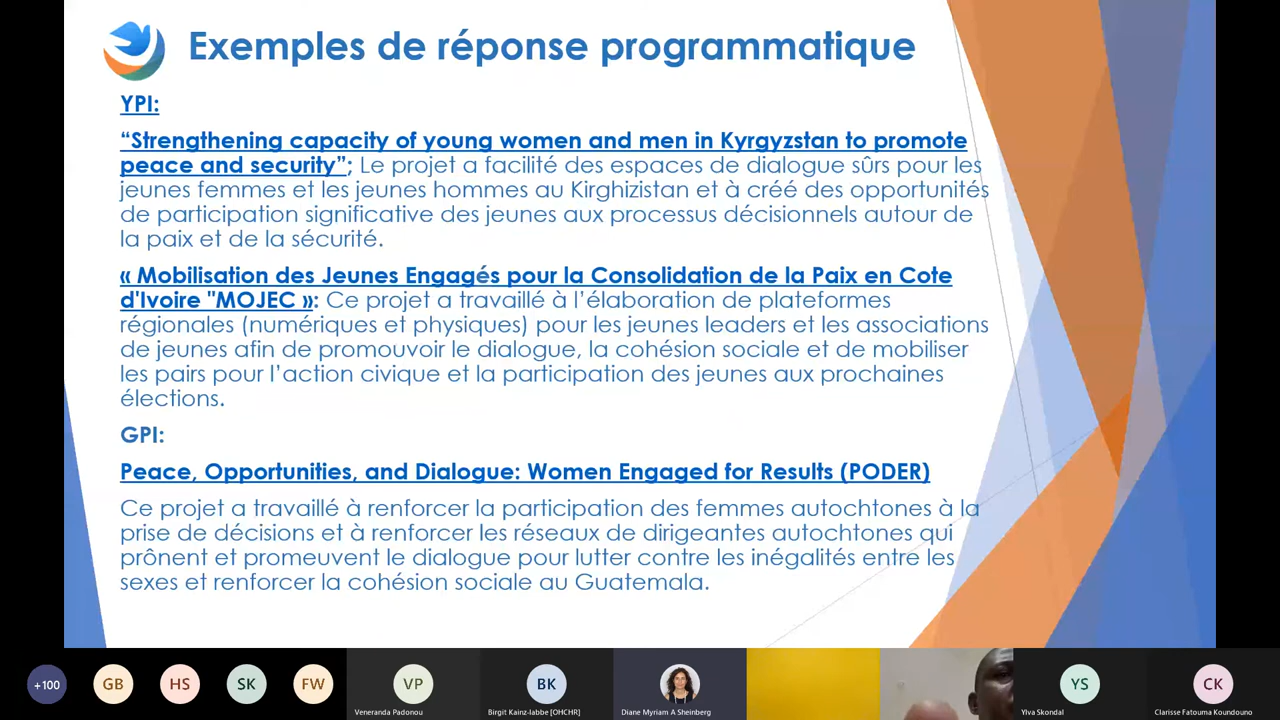 Exemples de réponse programmatique
YPI:
“Strengthening capacity of young women and men in Kyrgyzstan to promote
peace and security”; Le projet a facilité des espaces de dialogue sûrs pour les
jeunes femmes et les jeunes hommes au Kirghizistan et à créé des opportunités
de participation significative des jeunes aux processus décisionnels autour de
la paix et de la sécurité.
« Mobilisation des Jeunes Engagés pour la Consolidation de la Paix en Cote
d'Ivoire "MOJEC »: Ce projet a travaillé à l’élaboration de plateformes
régionales (numériques et physiques) pour les jeunes leaders et les associations
de jeunes afin de promouvoir le dialogue, la cohésion sociale et de mobiliser
les pairs pour l’action civique et la participation des jeunes aux prochaines
élections.
GPI:
Peace, Opportunities, and Dialogue: Women Engaged for Results (PODER)
Ce projet a travaillé à renforcer la participation des femmes autochtones à la
prise de décisions et à renforcer les réseaux de dirigeantes autochtones qui
prônent et promeuvent le dialogue pour lutter contre les inégalités entre les
sexes et renforcer la cohésion sociale au Guatemala.
+100 GB HS SK FW VP BK YS CK
Veneranda Padonou Birgit Kainz-labbe [OHCHR] Diane Myriam A Sheinberg Ylva Skondal Clarisse Fatouma Koundouno